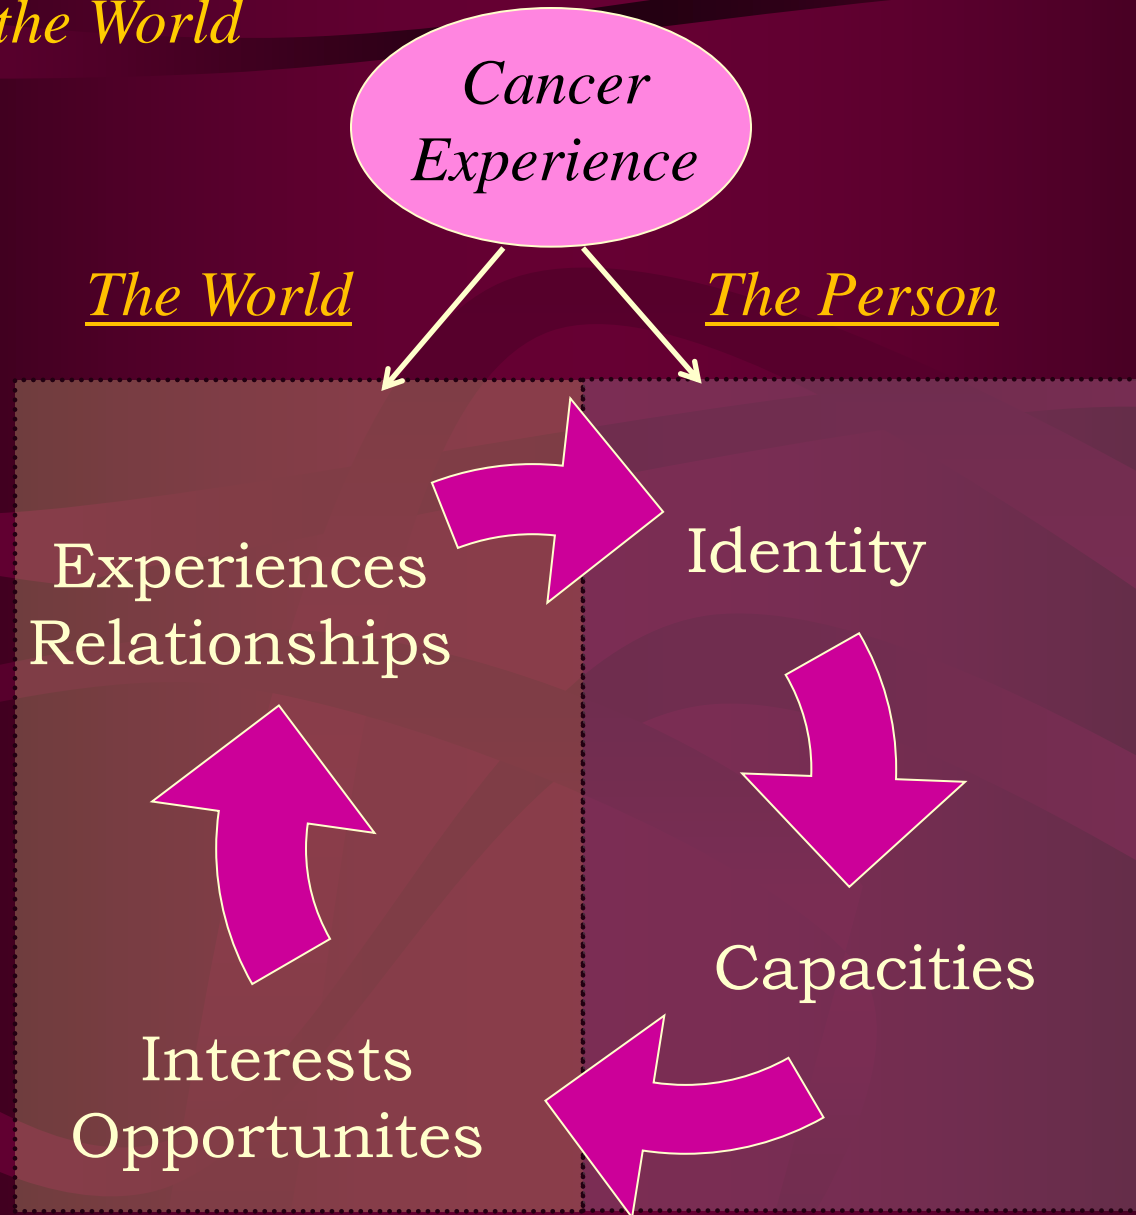 the World
Cancer
Experience
The World
The Person
Experiences
Relationships
Identity
Capacities
Interests
Opportunites